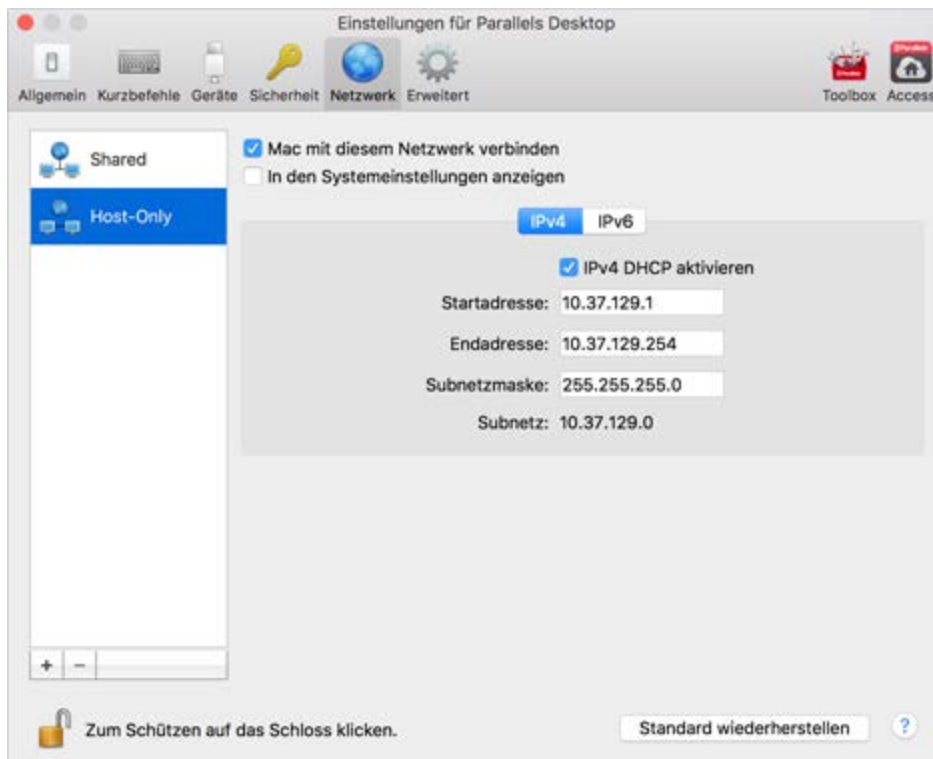 Einstellungen für Parallels Desktop
Allgemein Kurzbefehle Geräte Sicherheit Netzwerk Erweitert Toolbox Access
Shared
Host-Only
Mac mit diesem Netzwerk verbinden
In den Systemeinstellungen anzeigen
IPv4 IPv6
IPv4 DHCP aktivieren
Startadresse: 10.37.129.1
Endadresse: 10.37.129.254
Subnetzmaske: 255.255.255.0
Subnetz: 10.37.129.0
+ −
Zum Schützen auf das Schloss klicken.
Standard wiederherstellen ?